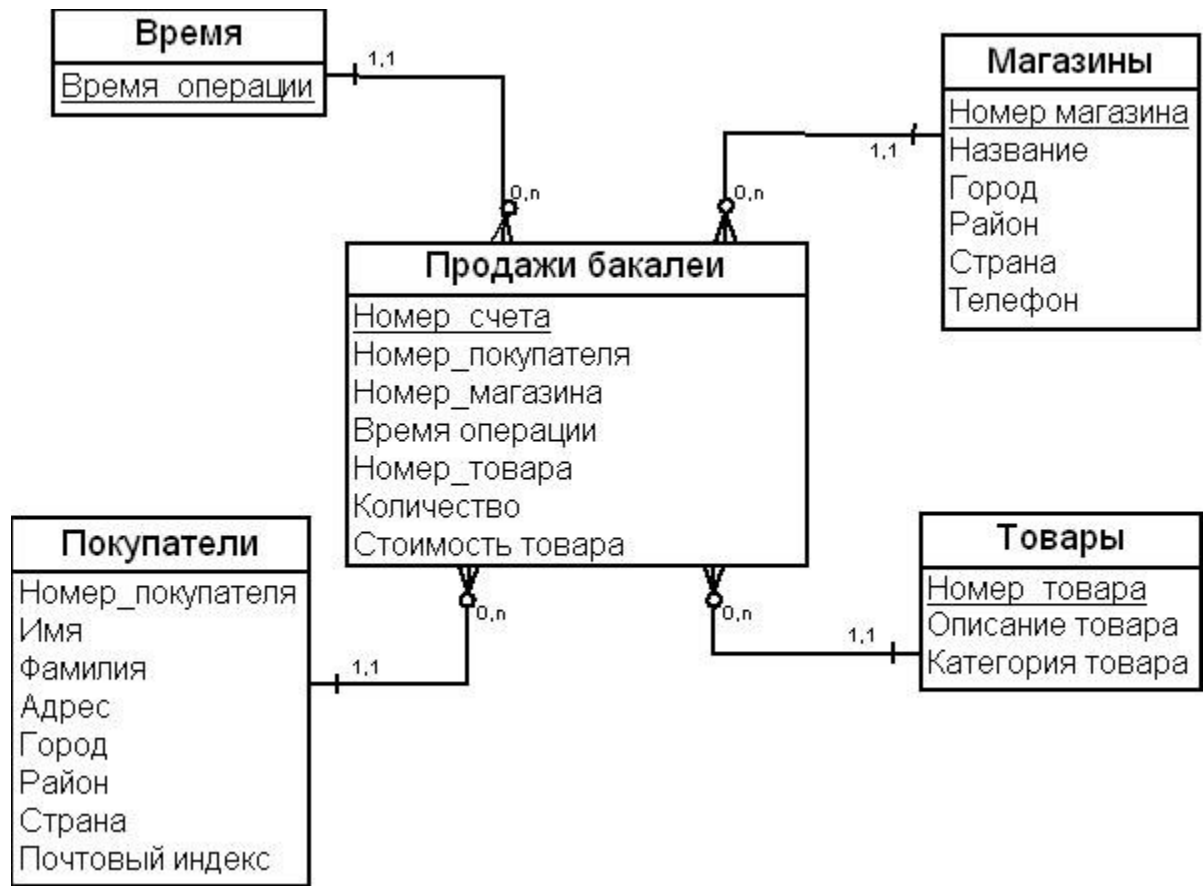 Время
Время_операции
1,1
0,n
Магазины
Номер магазина
Название
Город
Район
Страна
Телефон
1,1
0,n
Продажи бакалеи
Номер_счета
Номер_покупателя
Номер_магазина
Время операции
Номер_товара
Количество
Стоимость товара
Покупатели
Номер_покупателя
Имя
Фамилия
Адрес
Город
Район
Страна
Почтовый индекс
1,1
0,n
Товары
Номер_товара
Описание товара
Категория товара
1,1
0,n